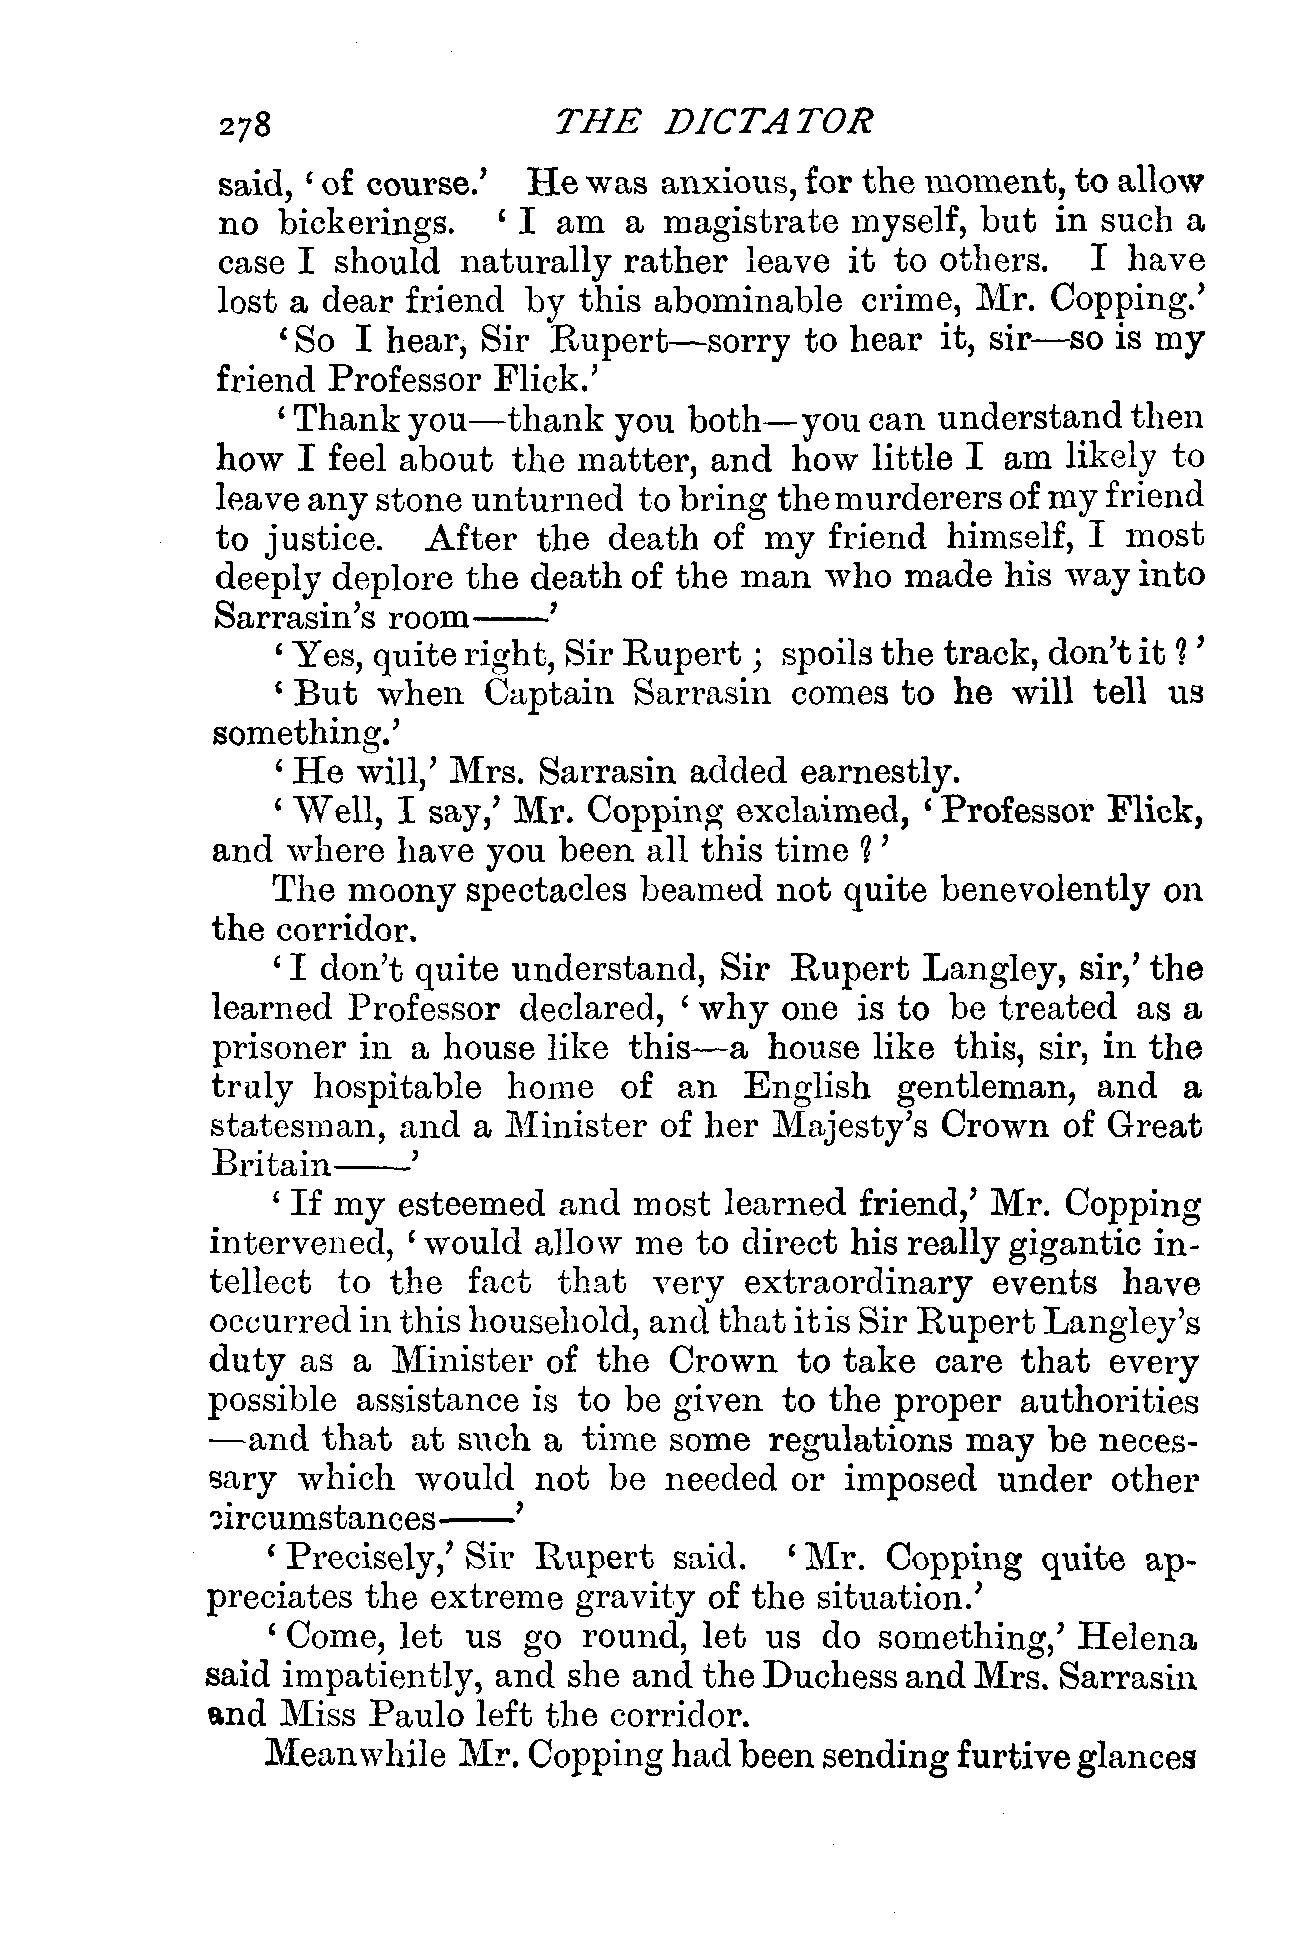 278 THE DICTATOR
said, ‘of course.’ He was anxious, for the moment, to allow
no bickerings. ‘I am a magistrate myself, but in such a
case I should naturally rather leave it to others. I have
lost a dear friend by this abominable crime, Mr. Copping.’
‘So I hear, Sir Rupert—sorry to hear it, sir—so is my
friend Professor Flick.’
‘Thank you—thank you both—you can understand then
how I feel about the matter, and how little I am likely to
leave any stone unturned to bring the murderers of my friend
to justice. After the death of my friend himself, I most
deeply deplore the death of the man who made his way into
Sarrasin’s room——’
‘Yes, quite right, Sir Rupert; spoils the track, don’t it?’
‘But when Captain Sarrasin comes to he will tell us
something.’
‘He will,’ Mrs. Sarrasin added earnestly.
‘Well, I say,’ Mr. Copping exclaimed, ‘Professor Flick,
and where have you been all this time?’
The moony spectacles beamed not quite benevolently on
the corridor.
‘I don’t quite understand, Sir Rupert Langley, sir,’ the
learned Professor declared, ‘why one is to be treated as a
prisoner in a house like this—a house like this, sir, in the
truly hospitable home of an English gentleman, and a
statesman, and a Minister of her Majesty’s Crown of Great
Britain——’
‘If my esteemed and most learned friend,’ Mr. Copping
intervened, ‘would allow me to direct his really gigantic in-
tellect to the fact that very extraordinary events have
occurred in this household, and that it is Sir Rupert Langley’s
duty as a Minister of the Crown to take care that every
possible assistance is to be given to the proper authorities
—and that at such a time some regulations may be neces-
sary which would not be needed or imposed under other
circumstances——’
‘Precisely,’ Sir Rupert said. ‘Mr. Copping quite ap-
preciates the extreme gravity of the situation.’
‘Come, let us go round, let us do something,’ Helena
said impatiently, and she and the Duchess and Mrs. Sarrasin
and Miss Paulo left the corridor.
Meanwhile Mr. Copping had been sending furtive glances